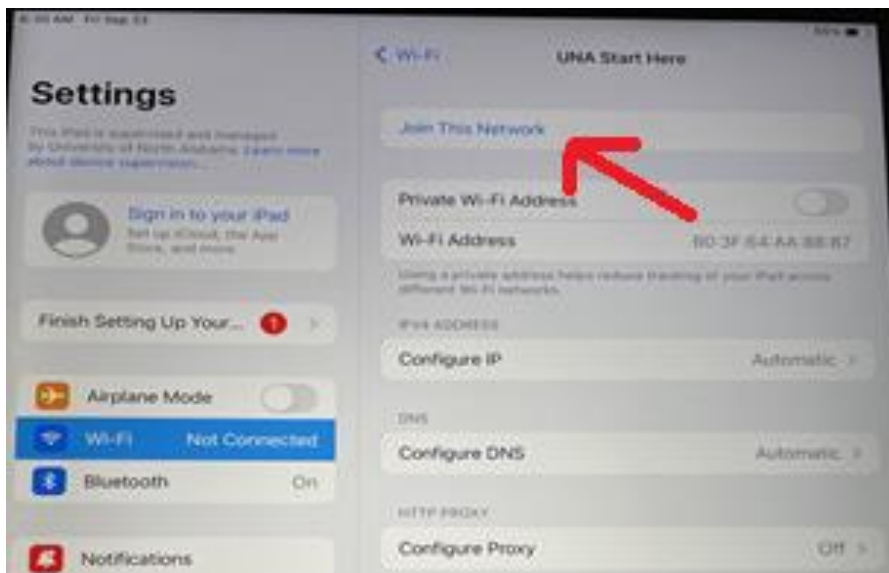 Fri Sep 23
Settings
This iPad is supervised and managed
by University of North Alabama. Learn more
about device supervision...
Sign in to your iPad
Set up iCloud, the App
Store, and more.
Finish Setting Up Your... 1
Airplane Mode
Wi-Fi Not Connected
Bluetooth On
Notifications
Wi-Fi UNA Start Here
Join This Network
Private Wi-Fi Address
Wi-Fi Address
Using a private address helps reduce tracking of your iPad across
different Wi-Fi networks.
IPV4 ADDRESS
Configure IP Automatic
DNS
Configure DNS Automatic
HTTP PROXY
Configure Proxy Off